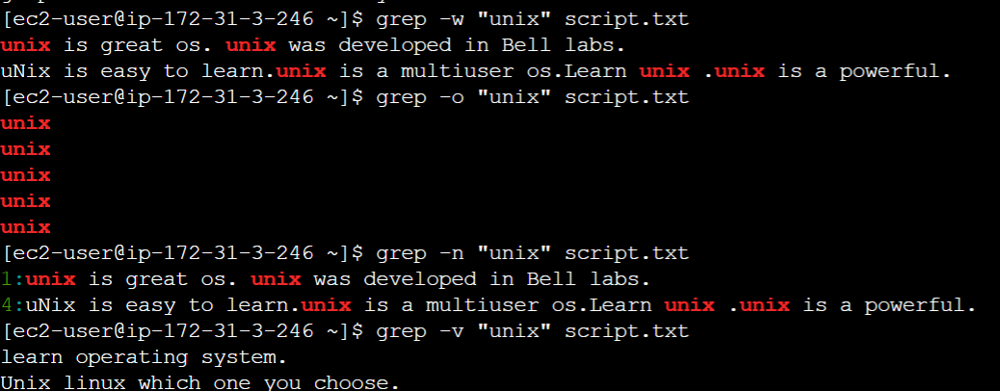 [ec2-user@ip-172-31-3-246 ~]$ grep -w "unix" script.txt
unix is great os. unix was developed in Bell labs.
uNix is easy to learn.unix is a multiuser os.Learn unix .unix is a powerful.
[ec2-user@ip-172-31-3-246 ~]$ grep -o "unix" script.txt
unix
unix
unix
unix
unix
[ec2-user@ip-172-31-3-246 ~]$ grep -n "unix" script.txt
1:unix is great os. unix was developed in Bell labs.
4:uNix is easy to learn.unix is a multiuser os.Learn unix .unix is a powerful.
[ec2-user@ip-172-31-3-246 ~]$ grep -v "unix" script.txt
learn operating system.
Unix linux which one you choose.